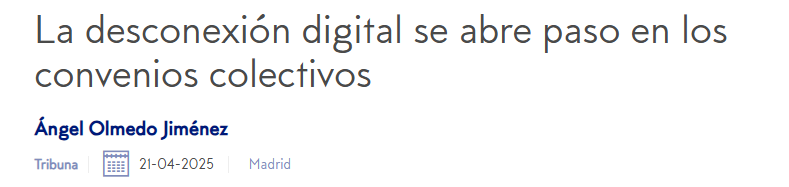 La desconexión digital se abre paso en los
convenios colectivos
Ángel Olmedo Jiménez
Tribuna 21-04-2025 Madrid